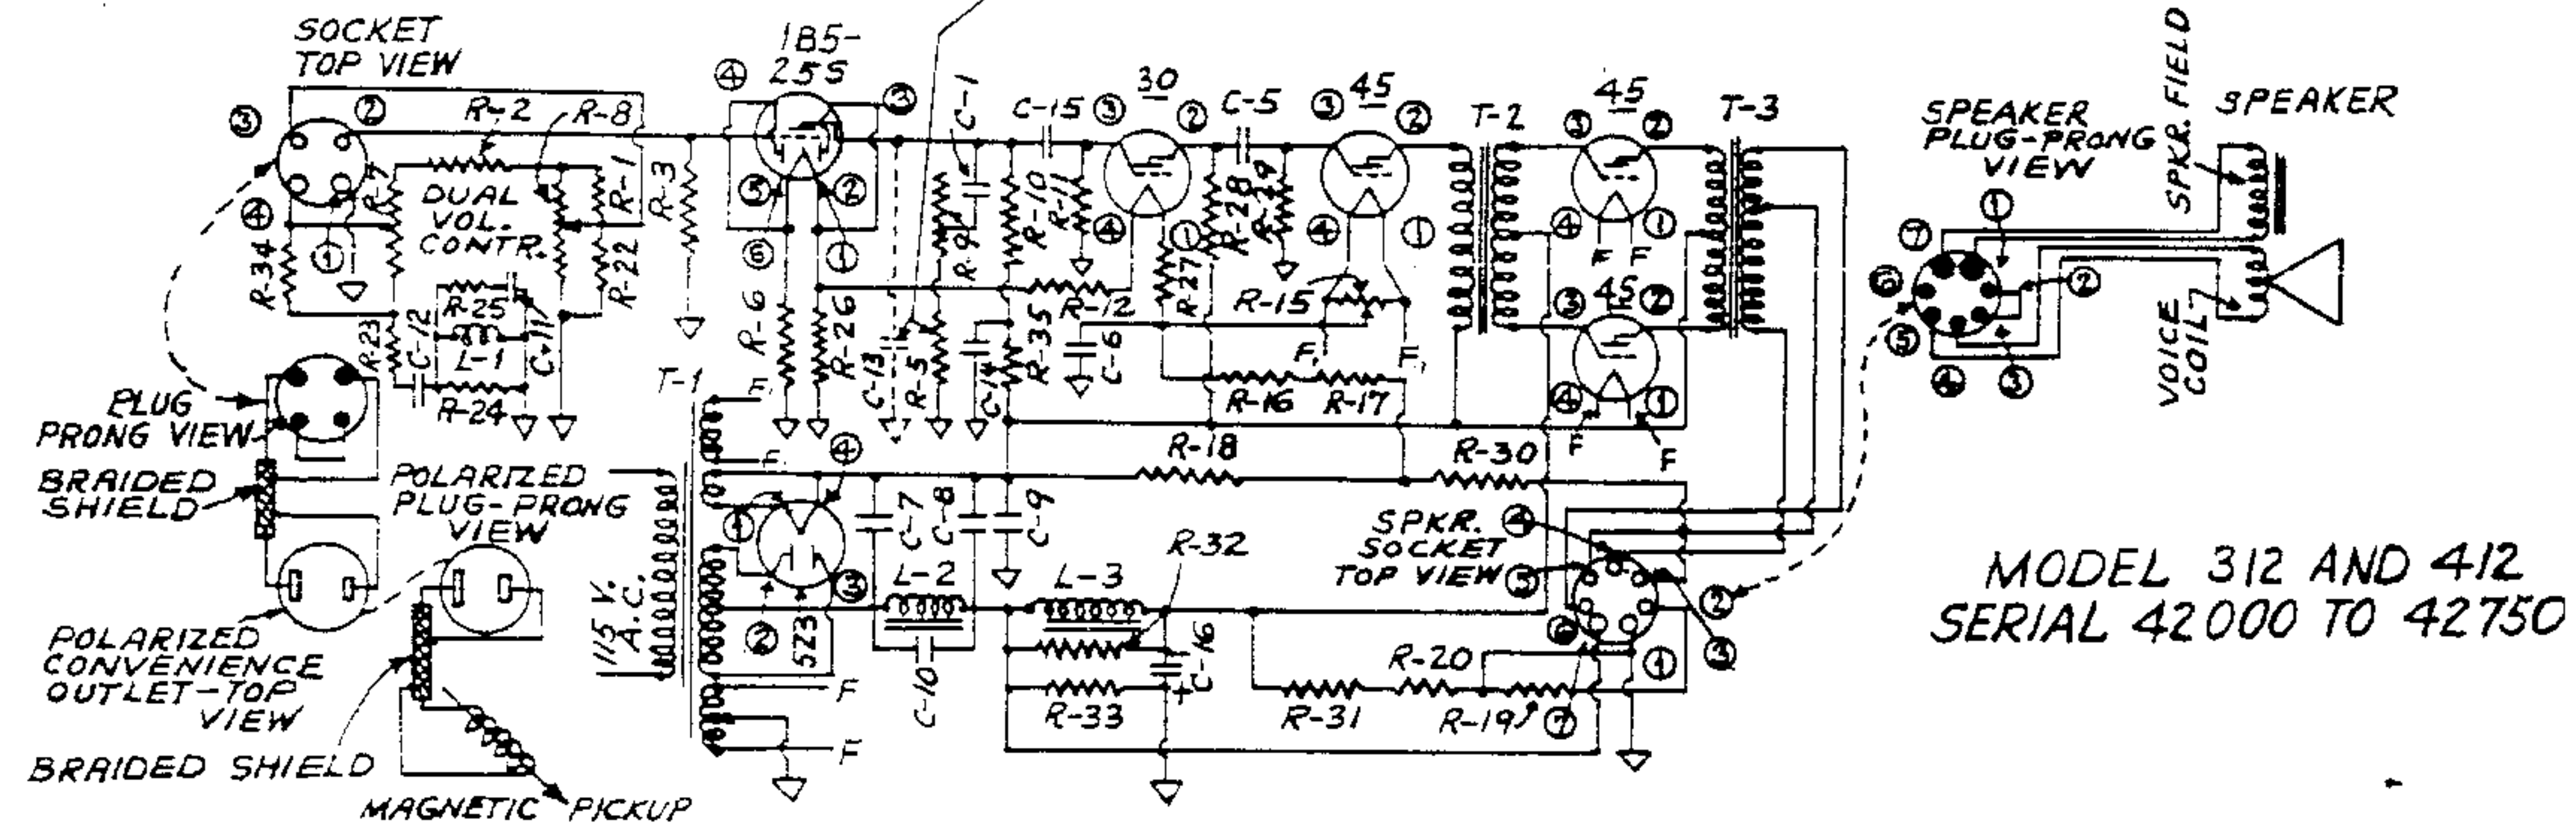 SOCKET
TOP VIEW
③
②
④
①
R-2
R-8
R-7
DUAL
VOL.
CONTR.
R-1
R-22
R-34
R-23
C-12
R-25
L-1
C-11
R-24
R-3
PLUG
PRONG VIEW
BRAIDED
SHIELD
POLARIZED
PLUG-PRONG
VIEW
POLARIZED
CONVENIENCE
OUTLET-TOP
VIEW
BRAIDED SHIELD
MAGNETIC PICKUP
1B5-
25S
④
③
⑤
②
⑥
①
R-6
R-26
C-13
R-5
R-9
C-1
C-14
R-10
R-11
R-35
C-15
R-12
C-6
30
③
②
④
①
R-27
R-28
C-5
R-29
45
③
②
④
①
R-15
F
F
R-16
R-17
T-2
45
③
②
④
①
F
F
45
③
②
④
①
F
F
T-3
T-1
F
F
115 V.
A.C.
①
④
②
③
5Z3
F
F
C-7
C-8
C-9
L-2
C-10
R-18
R-30
L-3
R-32
R-33
C-16
+
R-31
R-20
R-19
SPKR.
SOCKET
TOP VIEW
④
⑤
⑥
⑦
①
②
③
SPEAKER
PLUG-PRONG
VIEW
SPKR. FIELD
SPEAKER
VOICE
COIL
①
②
③
④
⑤
⑥
⑦
MODEL 312 AND 412
SERIAL 42000 TO 42750